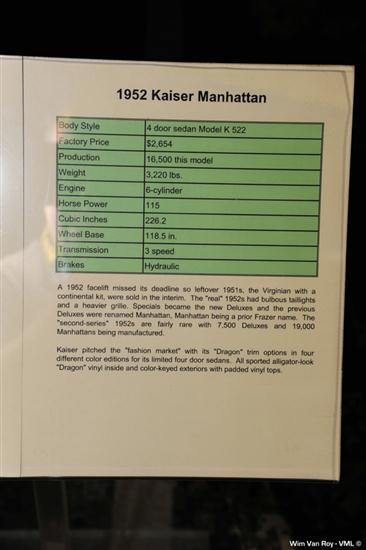 1952 Kaiser Manhattan
Body Style 4 door sedan Model K 522
Factory Price $2,654
Production 16,500 this model
Weight 3,220 lbs.
Engine 6-cylinder
Horse Power 115
Cubic Inches 226.2
Wheel Base 118.5 in.
Transmission 3 speed
Brakes Hydraulic
A 1952 facelift missed its deadline so leftover 1951s, the Virginian with a
continental kit, were sold in the interim. The "real" 1952s had bulbous taillights
and a heavier grille. Specials became the new Deluxes and the previous
Deluxes were renamed Manhattan, Manhattan being a prior Frazer name. The
"second-series" 1952s are fairly rare with 7,500 Deluxes and 19,000
Manhattans being manufactured.
Kaiser pitched the "fashion market" with its "Dragon" trim options in four
different color editions for its limited four door sedans. All sported alligator-look
"Dragon" vinyl inside and color-keyed exteriors with padded vinyl tops.
Wim Van Roy - VML ©